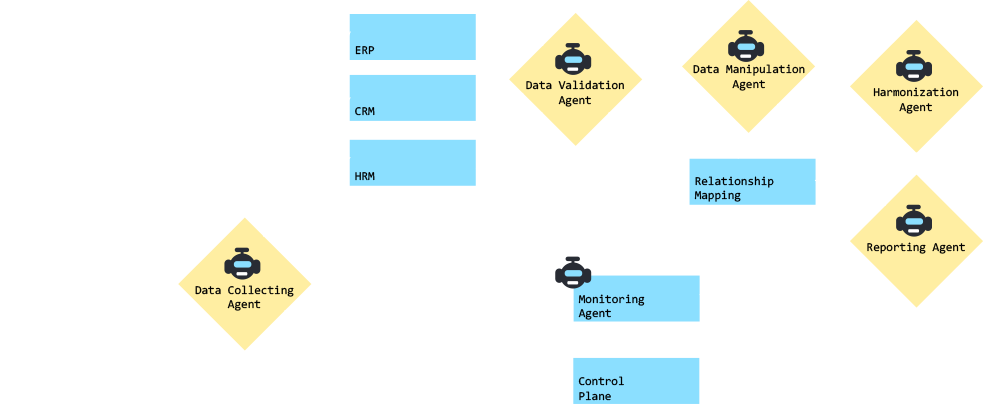 ERP
CRM
HRM
Data Validation
Agent
Data Manipulation
Agent
Harmonization
Agent
Relationship
Mapping
Reporting Agent
Data Collecting
Agent
Monitoring
Agent
Control
Plane